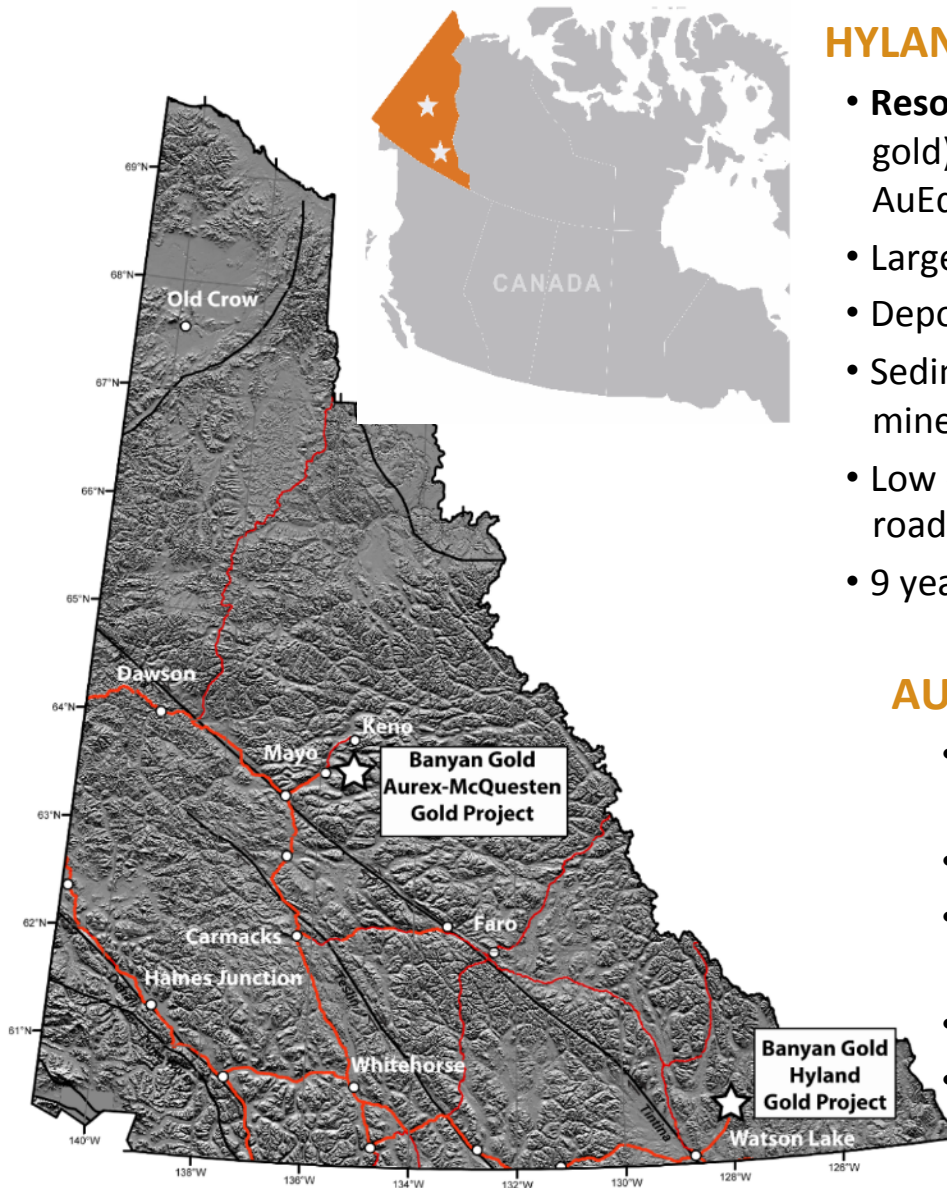 CANADA
69°N
68°N
Old Crow
67°N
66°N
65°N
Dawson
64°N
Keno
Mayo
Banyan Gold
Aurex-McQuesten
Gold Project
63°N
Faro
62°N
Carmacks
Haines Junction
61°N
Whitehorse
Banyan Gold
Hyland
Gold Project
Tintina
Watson Lake
140°W
138°W
136°W
134°W
132°W
130°W
128°W
126°W
HYLAN
• Reso
gold)
AuEq
• Large
• Depo
• Sedir
mine
• Low
road
• 9 yea
AU
•
•
•
•
•